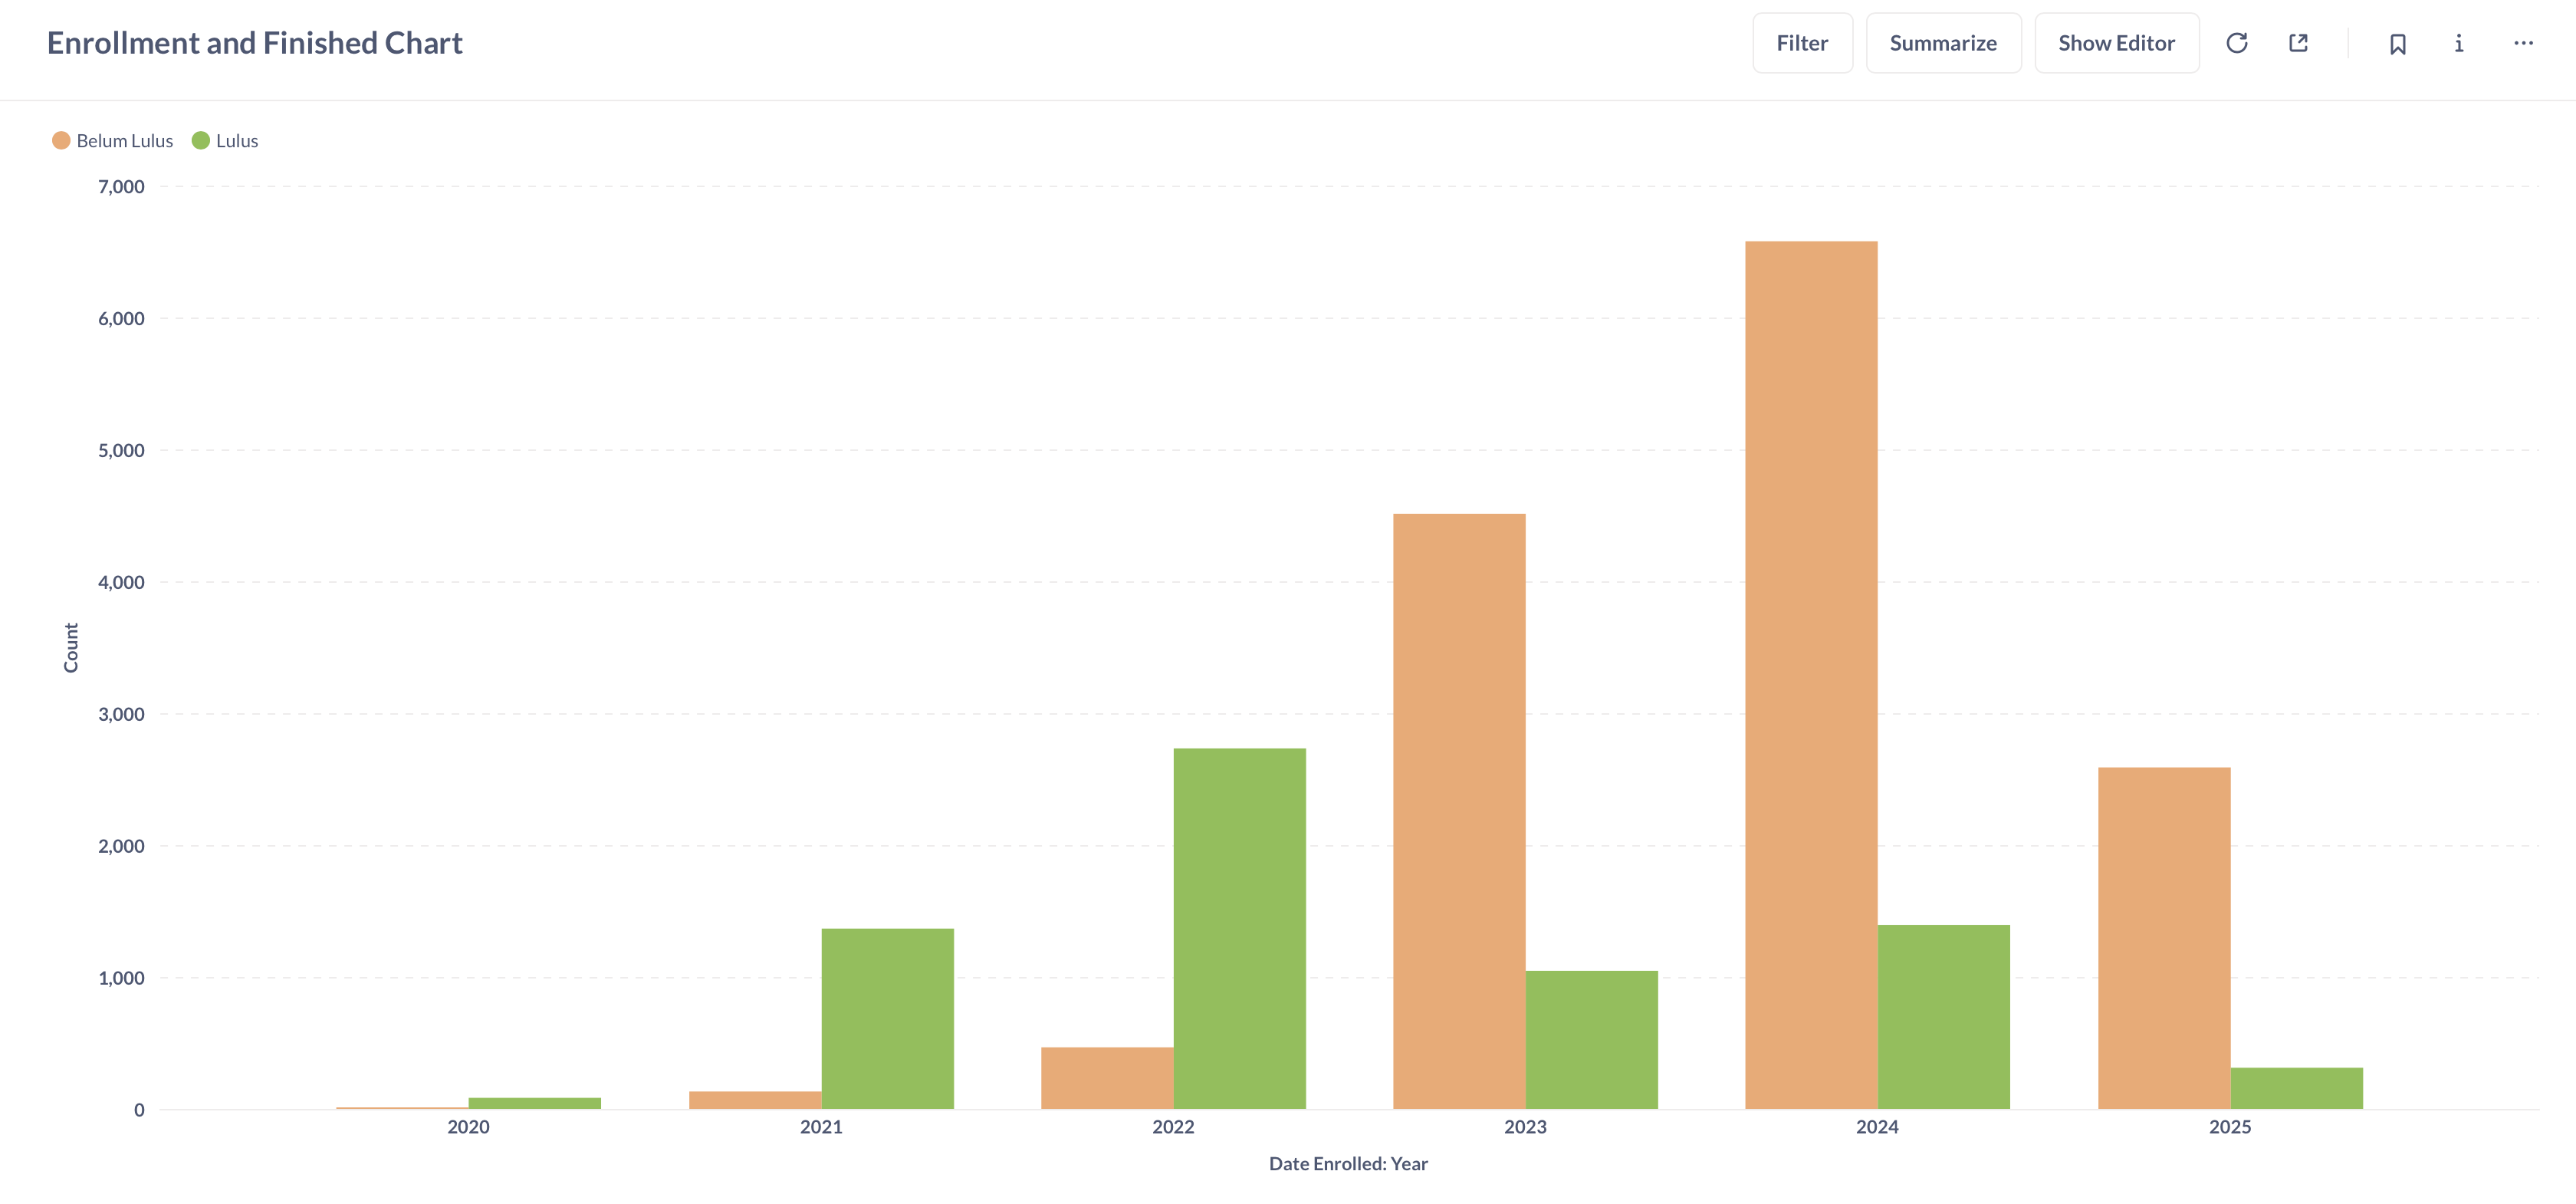 Enrollment and Finished Chart
Filter
Summarize
Show Editor
Belum Lulus
Lulus
7,000
6,000
5,000
4,000
3,000
2,000
1,000
0
Count
2020
2021
2022
2023
2024
2025
Date Enrolled: Year